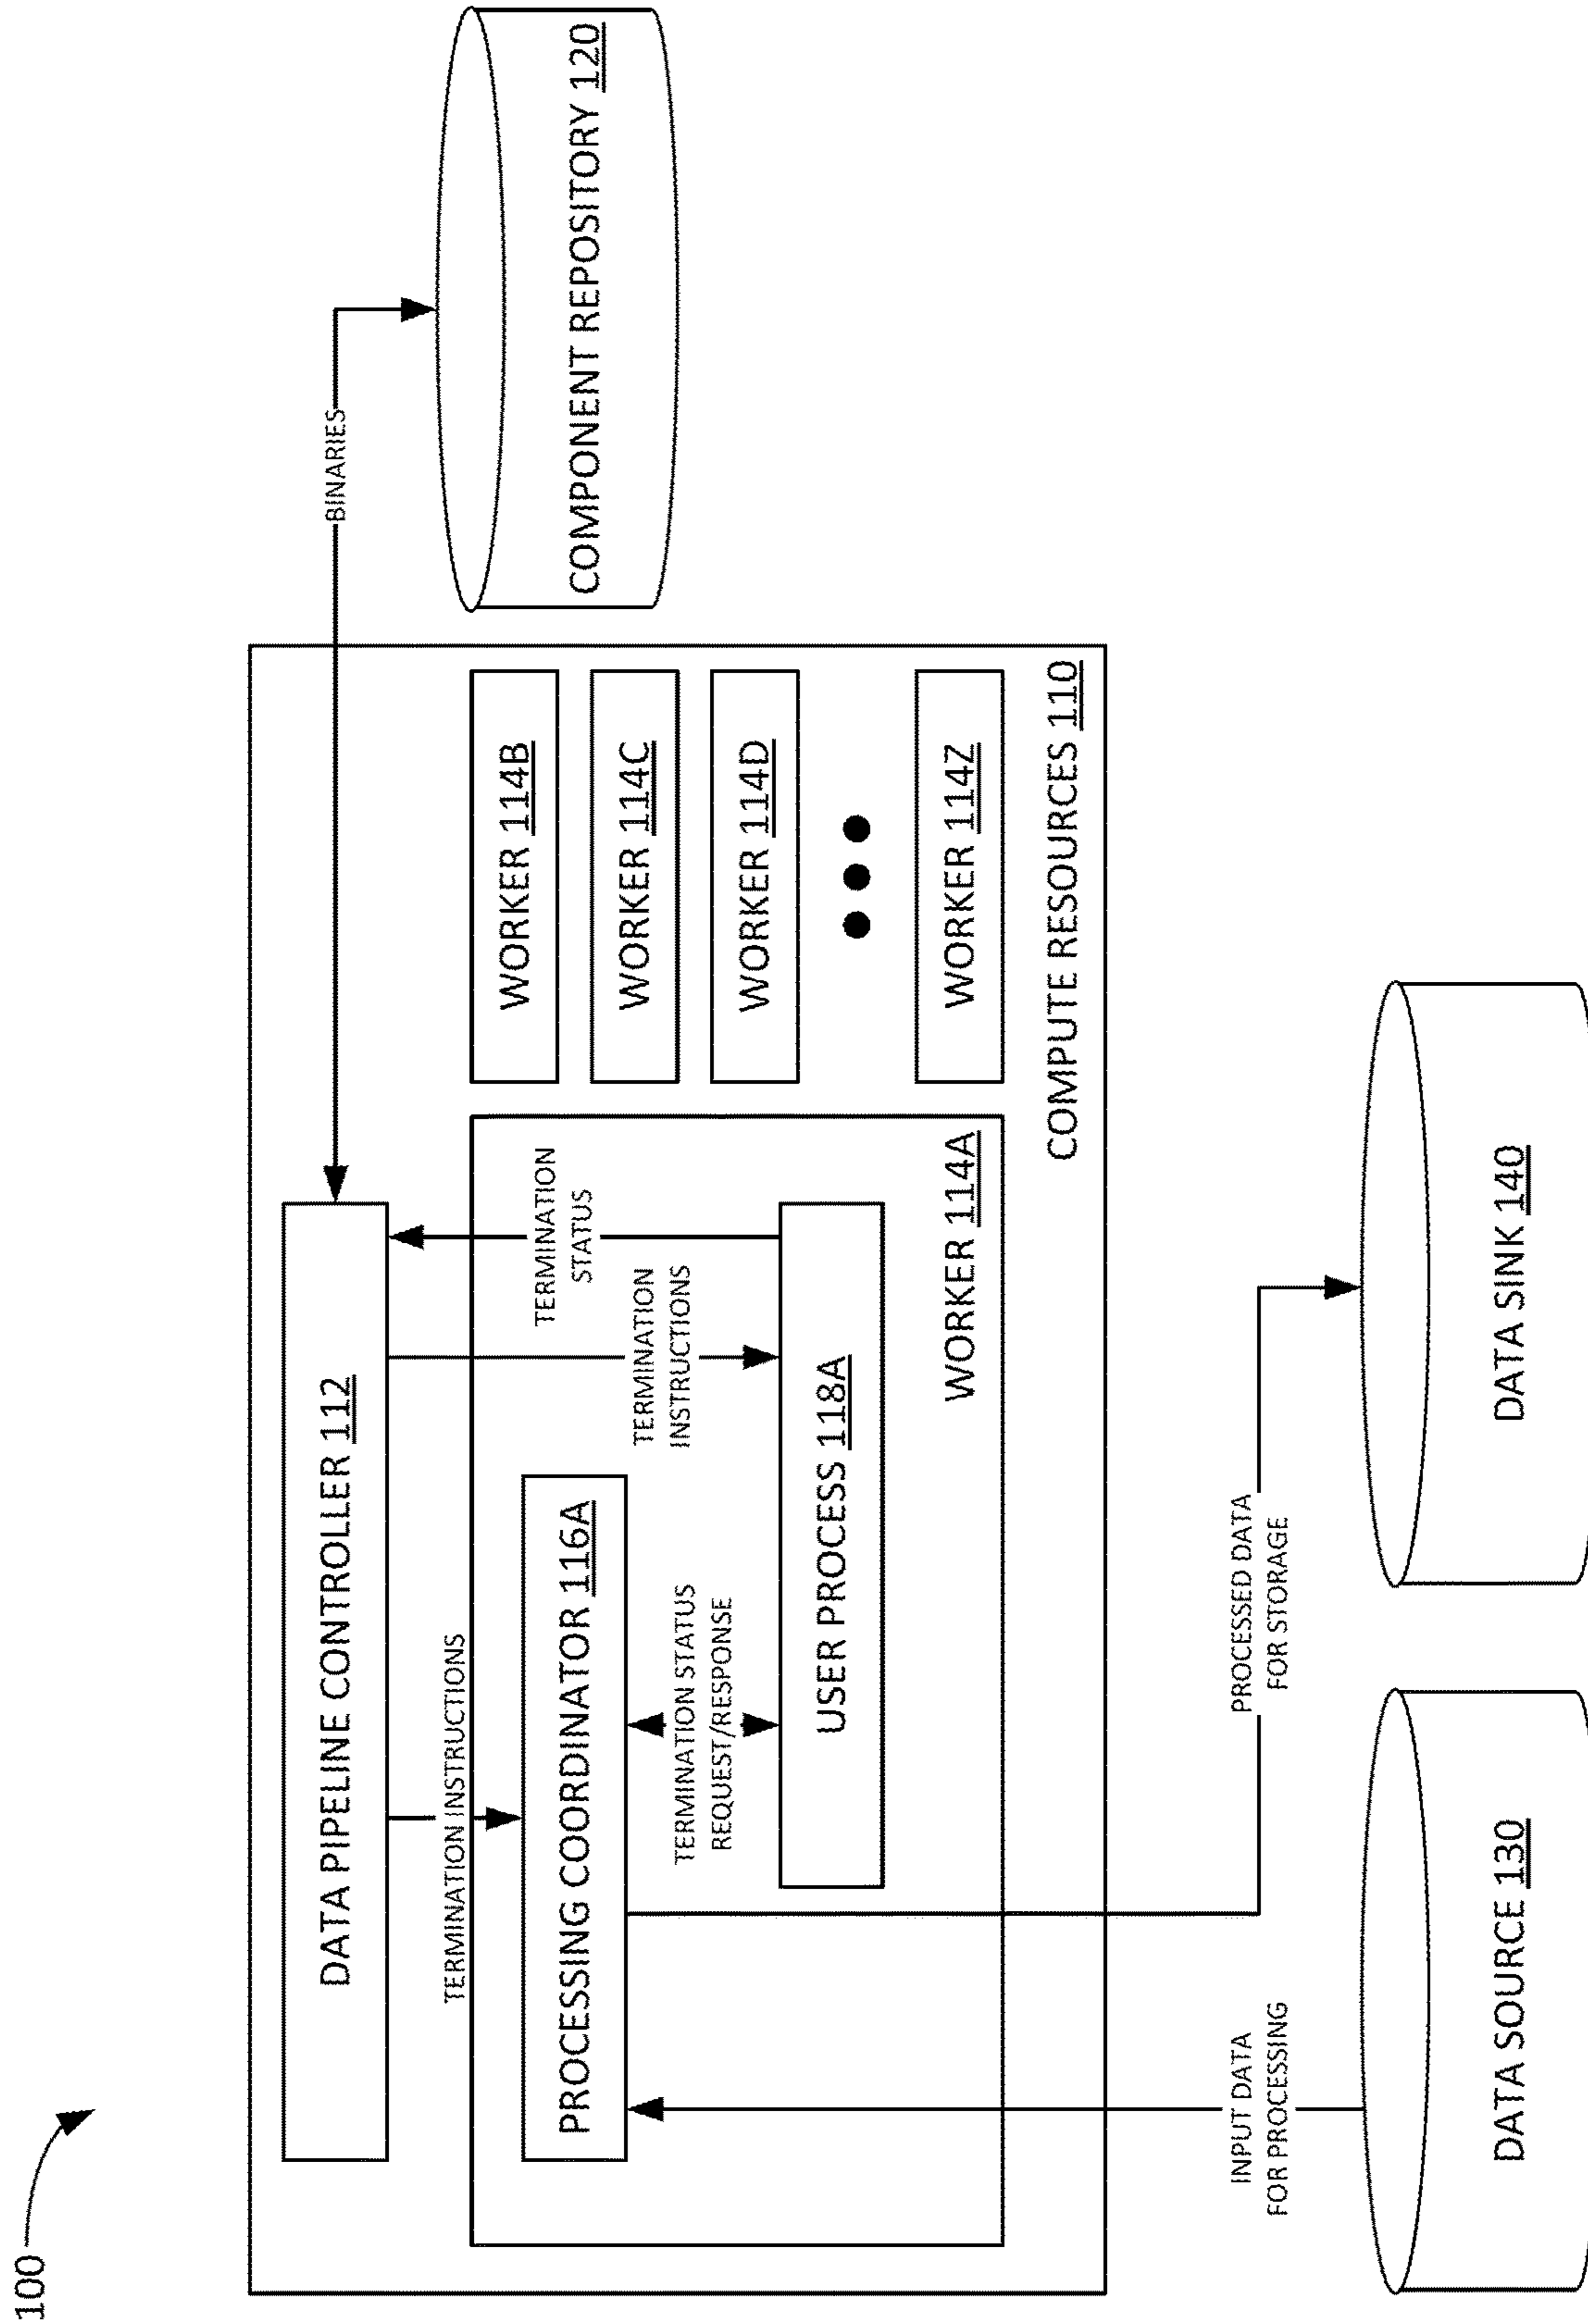 100
DATA PIPELINE CONTROLLER 112
BINARIES
COMPONENT REPOSITORY 120
TERMINATION INSTRUCTIONS
TERMINATION
STATUS
TERMINATION
INSTRUCTIONS
PROCESSING COORDINATOR 116A
TERMINATION STATUS
REQUEST/RESPONSE
USER PROCESS 118A
WORKER 114A
WORKER 114B
WORKER 114C
WORKER 114D
WORKER 114Z
COMPUTE RESOURCES 110
INPUT DATA
FOR PROCESSING
PROCESSED DATA
FOR STORAGE
DATA SOURCE 130
DATA SINK 140